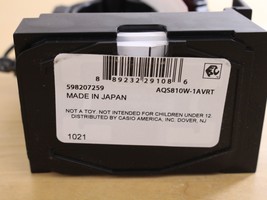 8 89232 29108 6
598207259 AQS810W-1AVRT
MADE IN JAPAN
NOT A TOY. NOT INTENDED FOR CHILDREN UNDER 12
DISTRIBUTED BY CASIO AMERICA, INC. DOVER, NJ
1021